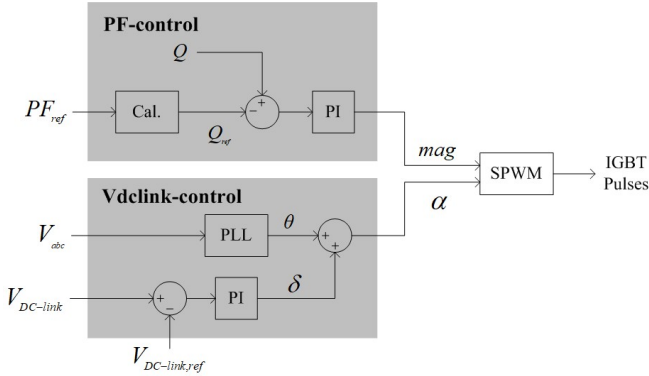 PF-control
Q
−
+
PF_ref
Cal.
PI
Q_ref
mag
SPWM
IGBT
Pulses
α
Vdclink-control
V_abc
PLL
θ
+
+
V_DC−link
+
−
PI
δ
V_DC−link,ref